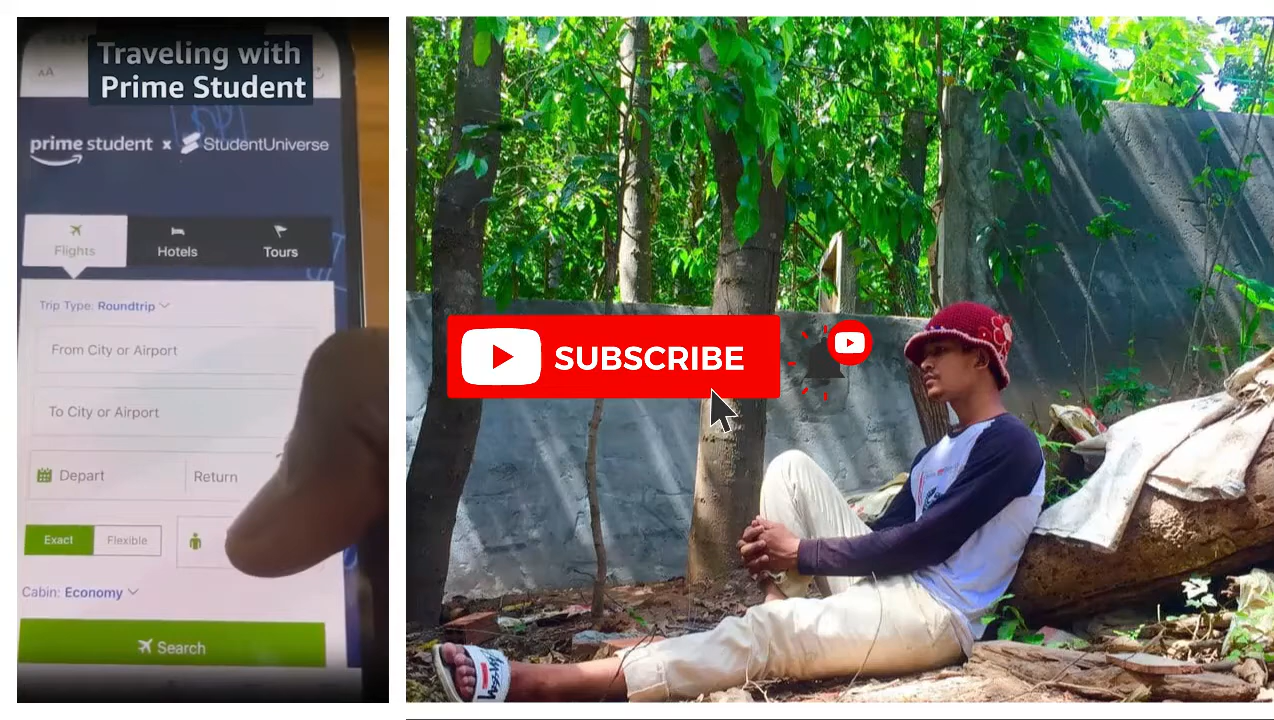 Traveling with
Prime Student
AA
prime student x StudentUniverse
Flights
Hotels
Tours
Trip Type: Roundtrip
From City or Airport
To City or Airport
Depart
Return
Exact
Flexible
Cabin: Economy
Search
SUBSCRIBE